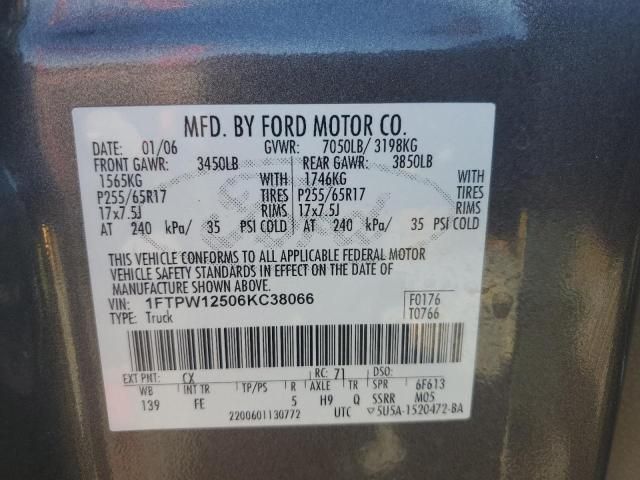 MFD. BY FORD MOTOR CO.
DATE: 01/06 GVWR: 7050LB/ 3198KG
FRONT GAWR: 3450LB REAR GAWR: 3850LB
1565KG WITH 1746KG WITH
P255/65R17 TIRES P255/65R17 TIRES
17x7.5J RIMS 17x7.5J RIMS
AT 240 kPa/ 35 PSI COLD AT 240 kPa/ 35 PSI COLD
THIS VEHICLE CONFORMS TO ALL APPLICABLE FEDERAL MOTOR
VEHICLE SAFETY STANDARDS IN EFFECT ON THE DATE OF
MANUFACTURE SHOWN ABOVE.
VIN: 1FTPW12506KC38066 F0176
TYPE: Truck T0766
EXT PNT: CX RC: 71 DSO:
WB INT TR TP/PS R AXLE TR SPR 6F613
139 FE 5 H9 Q SSRR M05
2200601130772 UTC 5U5A-1520472-BA